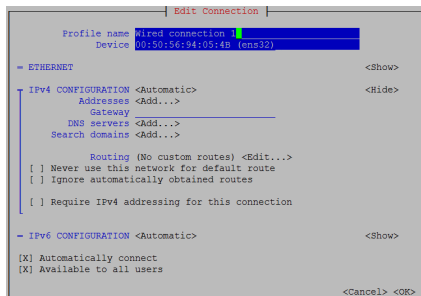 Edit Connection
Profile name Wired connection 1
Device 00:50:56:94:05:4B (ens32)
= ETHERNET <Show>
IPv4 CONFIGURATION <Automatic> <Hide>
Addresses <Add...>
Gateway
DNS servers <Add...>
Search domains <Add...>
Routing (No custom routes) <Edit...>
[ ] Never use this network for default route
[ ] Ignore automatically obtained routes
[ ] Require IPv4 addressing for this connection
= IPv6 CONFIGURATION <Automatic> <Show>
[X] Automatically connect
[X] Available to all users
<Cancel> <OK>